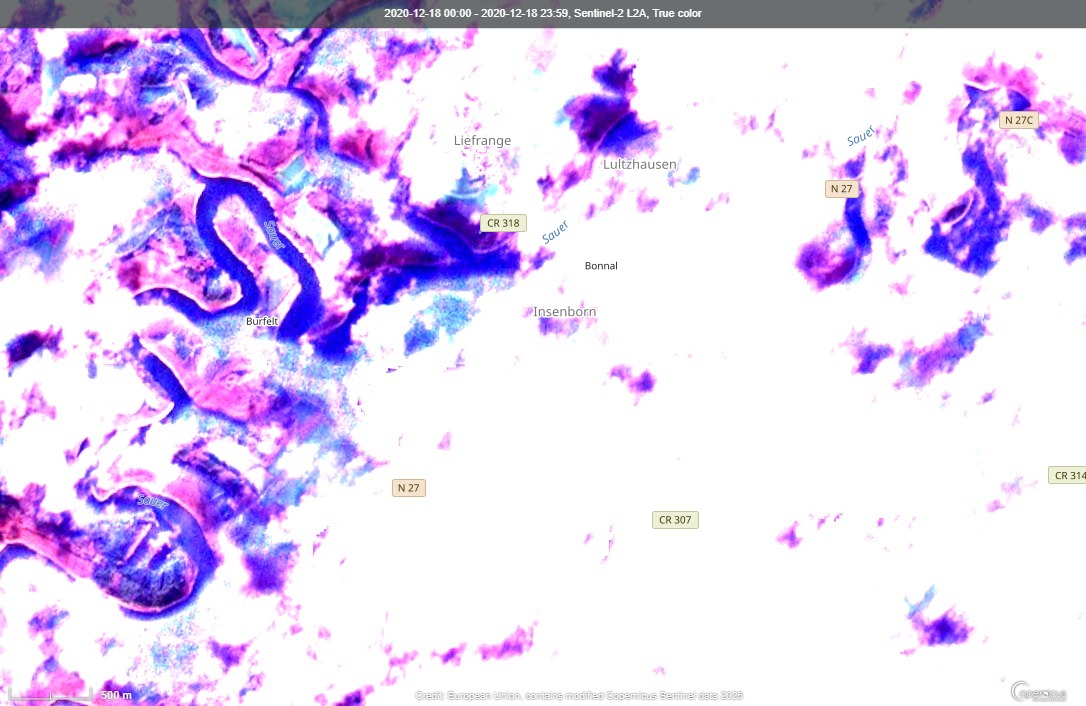 2020-12-18 00:00 - 2020-12-18 23:59, Sentinel-2 L2A, True color
N 27C
Sauer
Liefrange
Lultzhausen
N 27
CR 318
Sauer
Sauer
Bonnal
Insenborn
Burfelt
CR 314
N 27
Sauer
CR 307
500 m
Credit: European Union, contains modified Copernicus Sentinel data 2025
opernicus